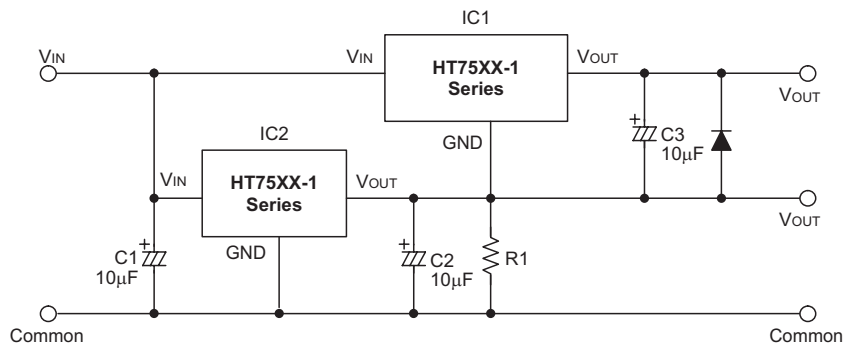 IC1
VIN
VIN
HT75XX-1
Series
VOUT
VOUT
GND
C3
10μF
IC2
VIN
HT75XX-1
Series
VOUT
VOUT
GND
C1
10μF
C2
10μF
R1
Common
Common